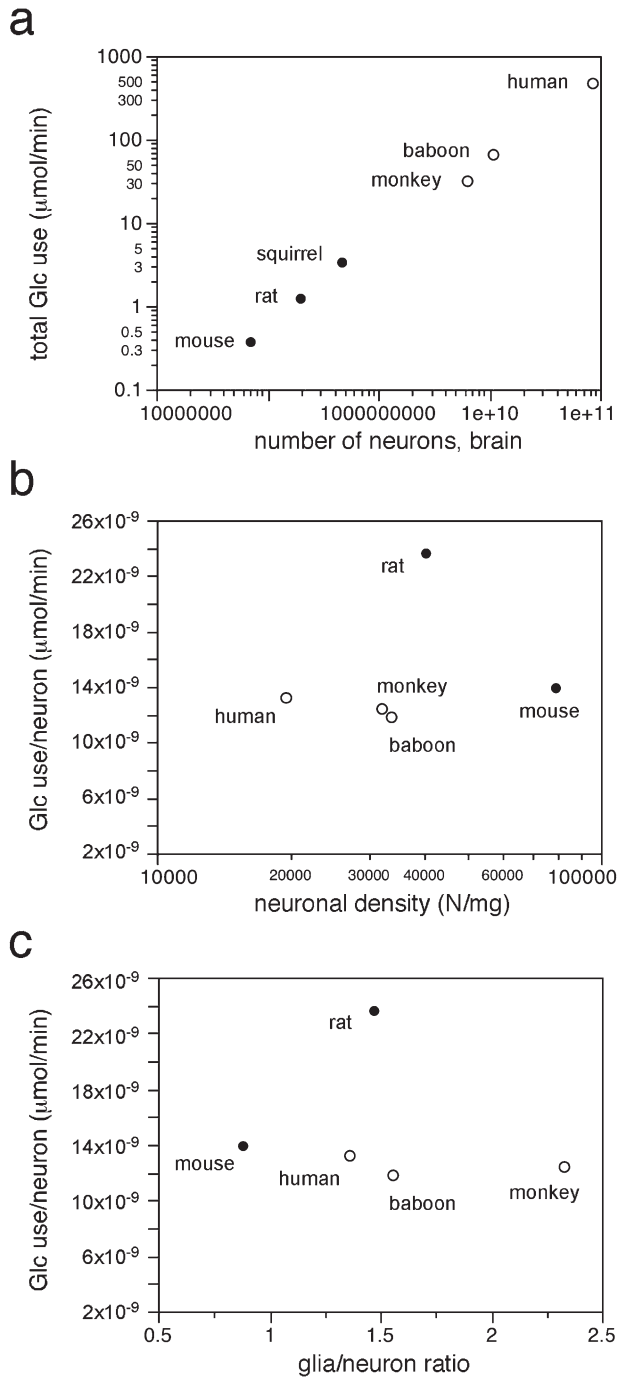 a
total Glc use (µmol/min)
1000
500
300
100
50
30
10
5
3
1
0.5
0.3
0.1
human
baboon
monkey
squirrel
rat
mouse
10000000
1000000000
1e+10
1e+11
number of neurons, brain
b
Glc use/neuron (µmol/min)
26x10-9
22x10-9
18x10-9
14x10-9
10x10-9
6x10-9
2x10-9
rat
monkey
human
mouse
baboon
10000
20000
30000
40000
60000
100000
neuronal density (N/mg)
c
Glc use/neuron (µmol/min)
26x10-9
22x10-9
18x10-9
14x10-9
10x10-9
6x10-9
2x10-9
rat
mouse
human
baboon
monkey
0.5
1
1.5
2
2.5
glia/neuron ratio